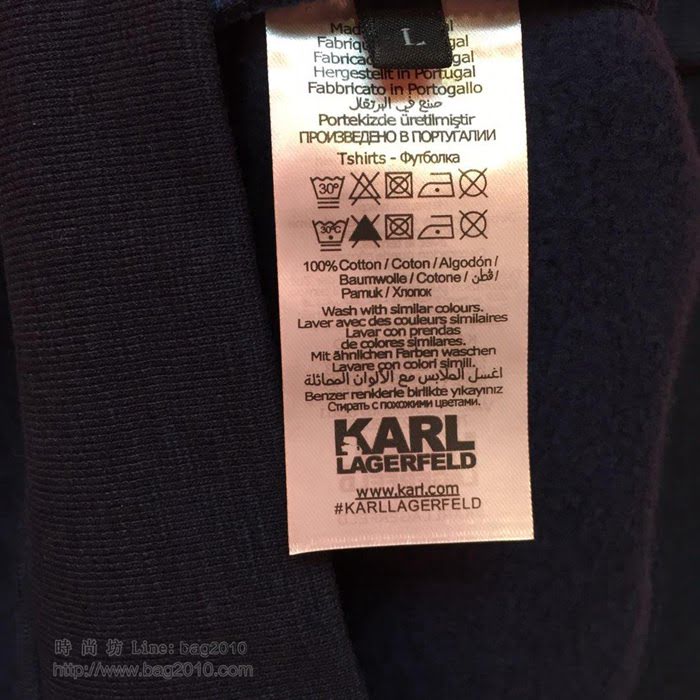 L
Hergestellt in Portugal
Fabbricato in Portogallo
صنع في البرتغال
Portekizde üretilmiştir
ПРОИЗВЕДЕНО В ПОРТУГАЛИИ
Tshirts - Футболка
30°
30°C
100% Cotton / Coton / Algodón /
Baumwolle / Cotone / قطن /
Pamuk / Хлопок
Wash with similar colours.
Laver avec des couleurs similaires
Lavar con prendas
de colores similares.
Mit ähnlichen Farben waschen
Lavare con colori simili.
اغسل الملابس مع الألوان المماثلة
Benzer renklerle birlikte yıkayınız
Стирать с похожими цветами.
KARL
LAGERFELD
www.karl.com
#KARLLAGERFELD
時尚坊 Line: bag2010
http://www.bag2010.com/